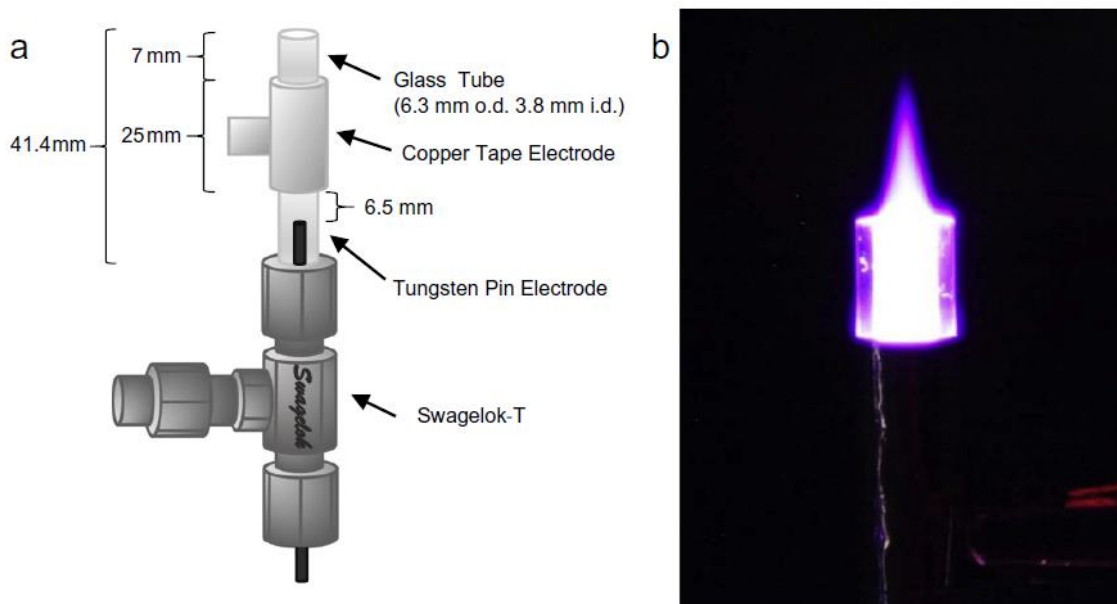 a
b
7 mm
Glass Tube
(6.3 mm o.d. 3.8 mm i.d.)
41.4mm
25mm
Copper Tape Electrode
6.5 mm
Tungsten Pin Electrode
Swagelok
Swagelok-T